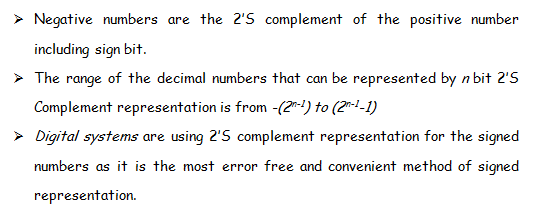 ➢ Negative numbers are the 2'S complement of the positive number
including sign bit.
➢ The range of the decimal numbers that can be represented by n bit 2'S
Complement representation is from -(2ⁿ⁻¹) to (2ⁿ⁻¹-1)
➢ Digital systems are using 2'S complement representation for the signed
numbers as it is the most error free and convenient method of signed
representation.